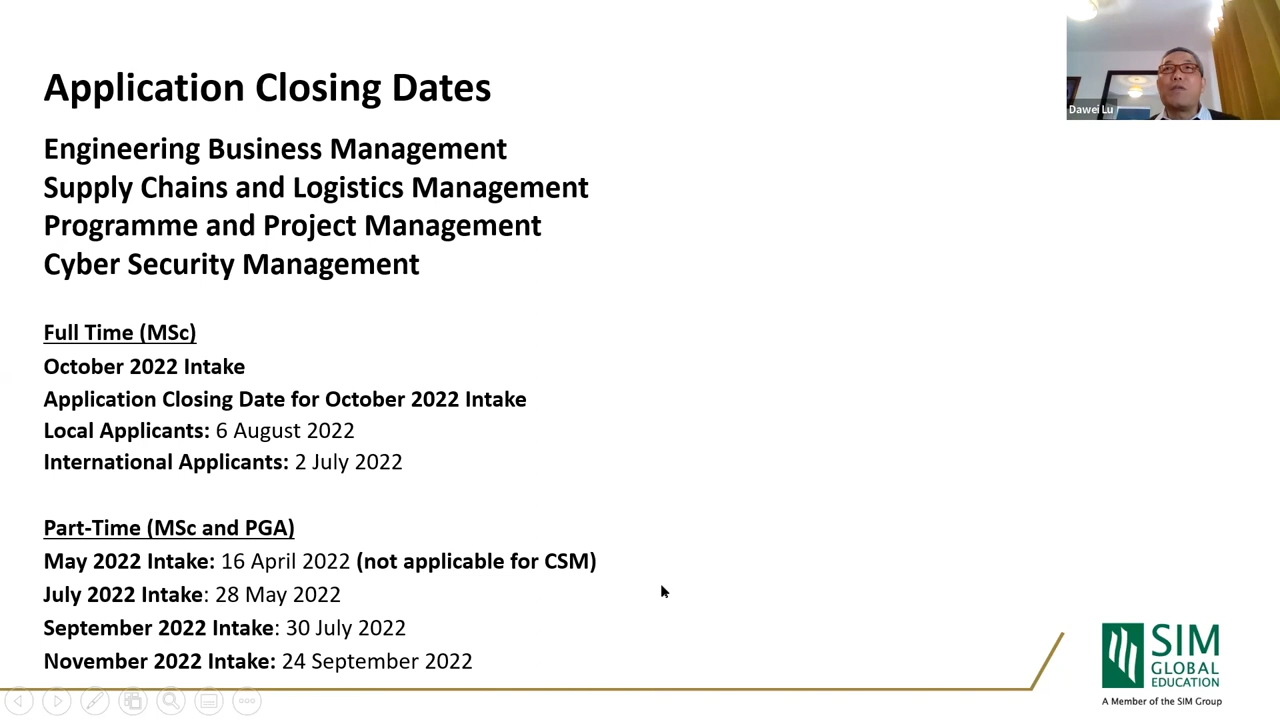 Application Closing Dates
Engineering Business Management
Supply Chains and Logistics Management
Programme and Project Management
Cyber Security Management
Full Time (MSc)
October 2022 Intake
Application Closing Date for October 2022 Intake
Local Applicants: 6 August 2022
International Applicants: 2 July 2022
Part-Time (MSc and PGA)
May 2022 Intake: 16 April 2022 (not applicable for CSM)
July 2022 Intake: 28 May 2022
September 2022 Intake: 30 July 2022
November 2022 Intake: 24 September 2022
Dawei Lu
SIM
GLOBAL
EDUCATION
A Member of the SIM Group